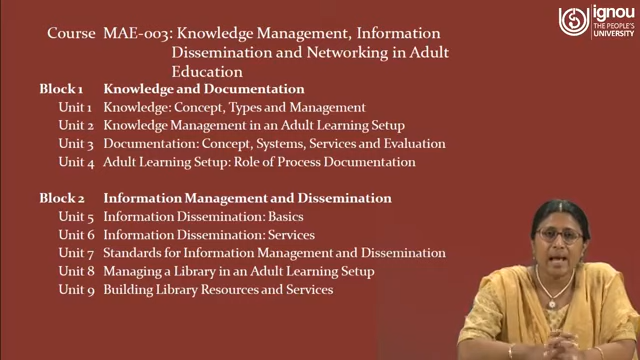 ignou
THE PEOPLE'S
UNIVERSITY
Course MAE-003: Knowledge Management, Information
Dissemination and Networking in Adult
Education
Block 1 Knowledge and Documentation
Unit 1 Knowledge: Concept, Types and Management
Unit 2 Knowledge Management in an Adult Learning Setup
Unit 3 Documentation: Concept, Systems, Services and Evaluation
Unit 4 Adult Learning Setup: Role of Process Documentation
Block 2 Information Management and Dissemination
Unit 5 Information Dissemination: Basics
Unit 6 Information Dissemination: Services
Unit 7 Standards for Information Management and Dissemination
Unit 8 Managing a Library in an Adult Learning Setup
Unit 9 Building Library Resources and Services